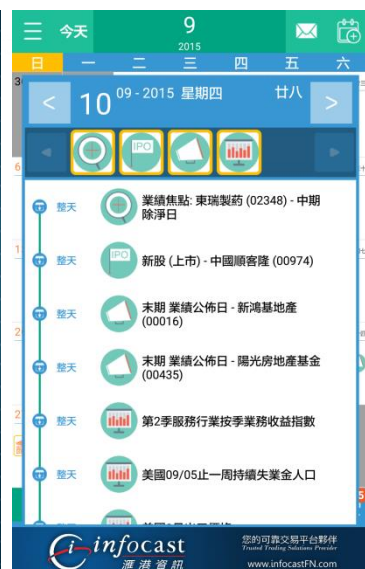 今天
9
2015
日 一 二 三 四 五 六
10 09 - 2015 星期四 廿八
IPO
整天 業績焦點: 東瑞製葯 (02348) - 中期
除淨日
IPO
整天 新股 (上市) - 中國顺客隆 (00974)
整天 末期 業績公佈日 - 新鴻基地產
(00016)
整天 末期 業績公佈日 - 陽光房地產基金
(00435)
整天 第2季服務行業按季業務收益指數
整天 美國09/05止一周持續失業金人口
infocast
滙港資訊
您的可靠交易平台夥伴
Trusted Trading Solutions Provider
www.infocastFN.com